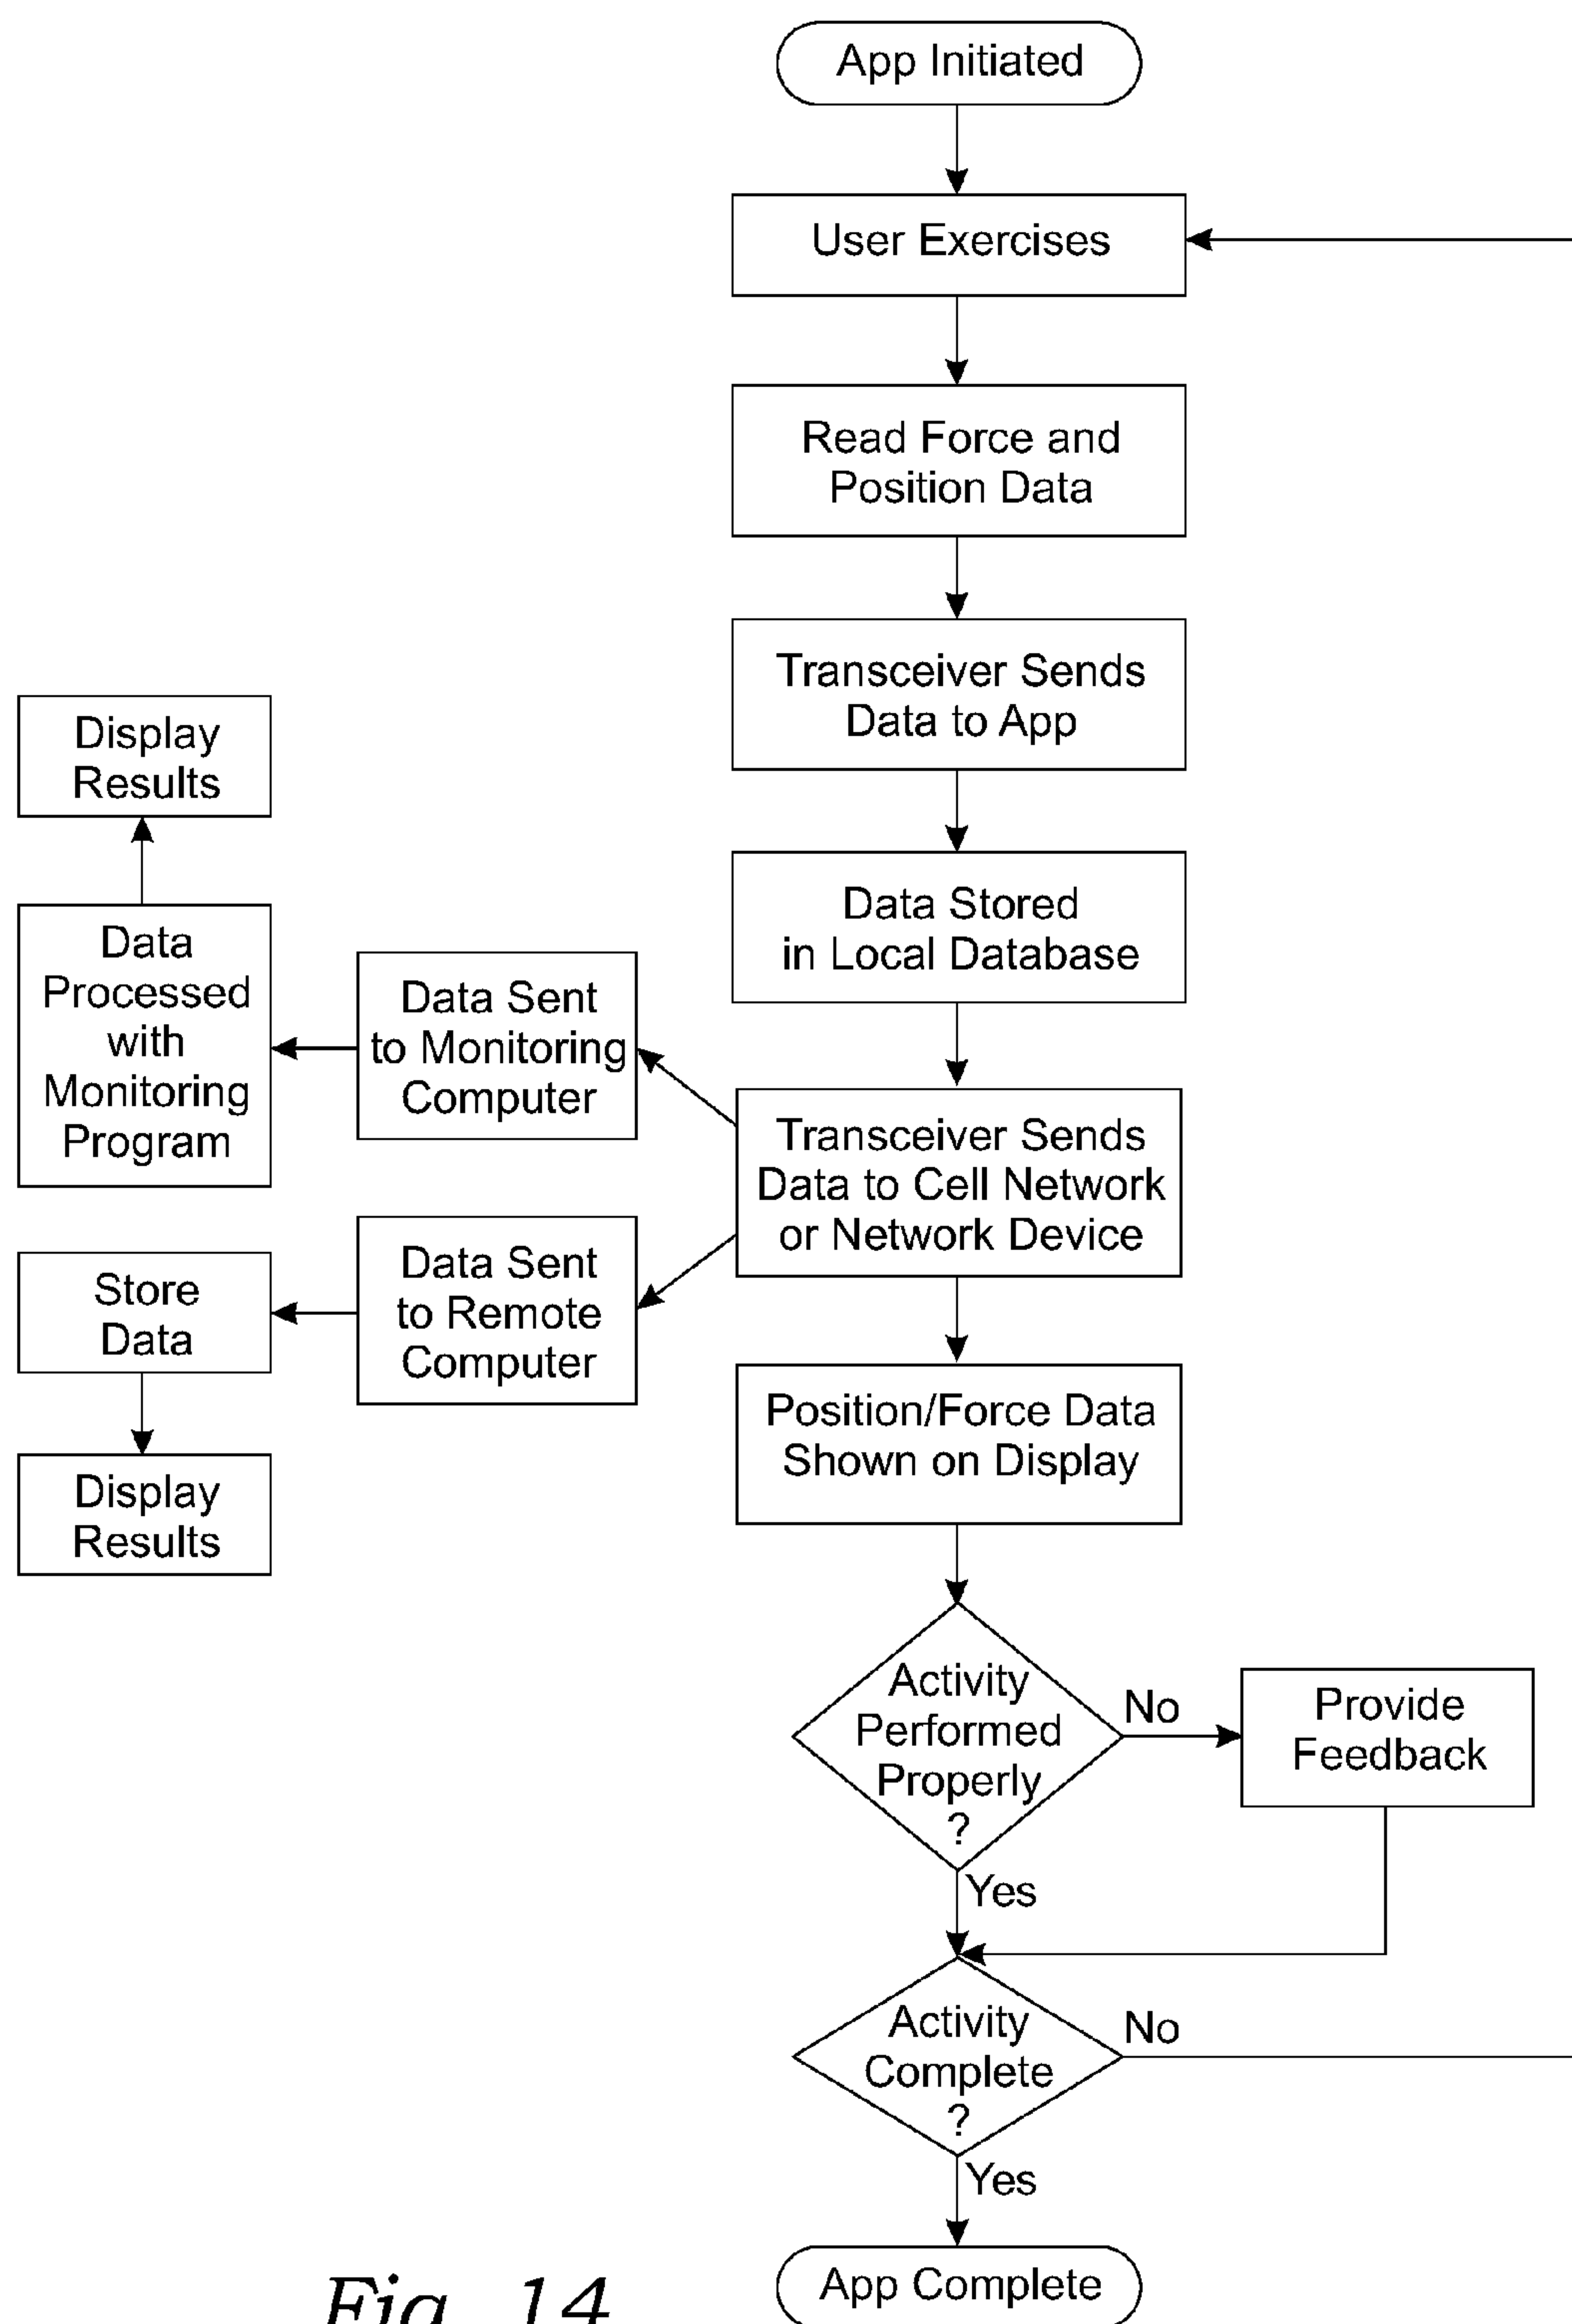 App Initiated
User Exercises
Read Force and
Position Data
Transceiver Sends
Data to App
Data Stored
in Local Database
Transceiver Sends
Data to Cell Network
or Network Device
Data Sent
to Monitoring
Computer
Data
Processed
with
Monitoring
Program
Display
Results
Data Sent
to Remote
Computer
Store
Data
Display
Results
Position/Force Data
Shown on Display
Activity
Performed
Properly
?
No
Provide
Feedback
Yes
Activity
Complete
?
No
Yes
App Complete
Fig. 14